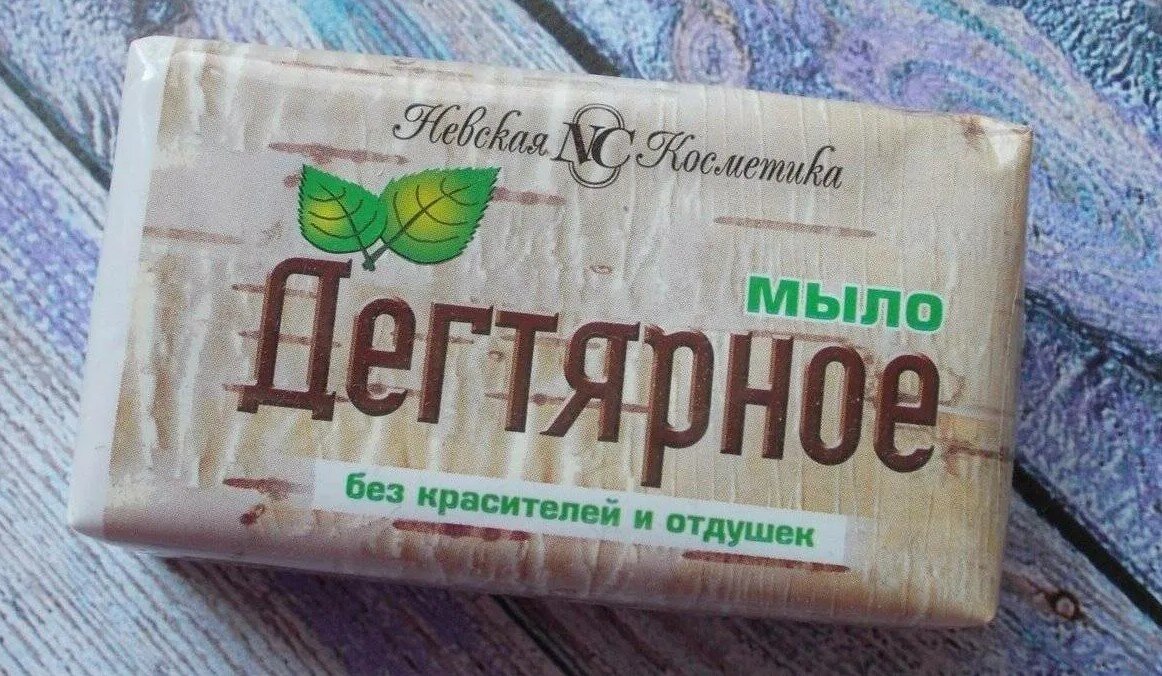 Невская NC Косметика
мыло
Дегтярное
без красителей и отдушек